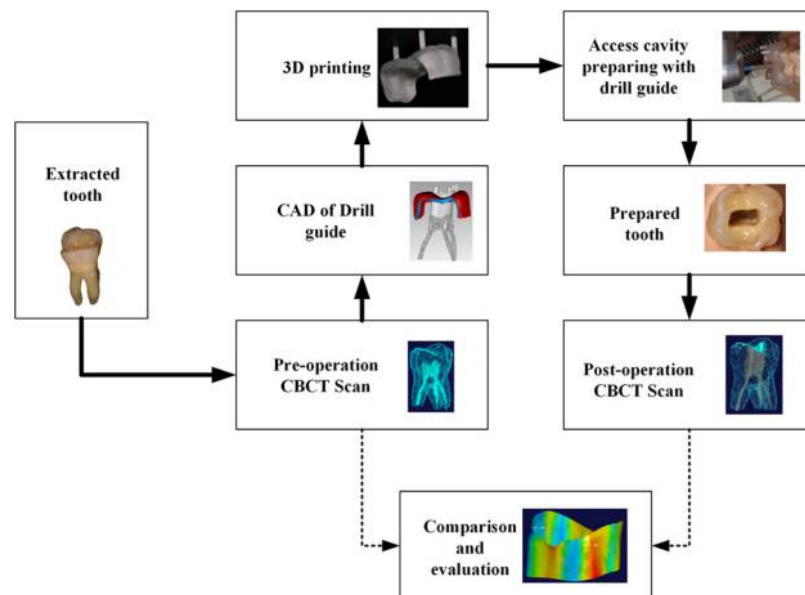 Extracted
tooth
Pre-operation
CBCT Scan
CAD of Drill
guide
3D printing
Access cavity
preparing with
drill guide
Prepared
tooth
Post-operation
CBCT Scan
Comparison
and
evaluation